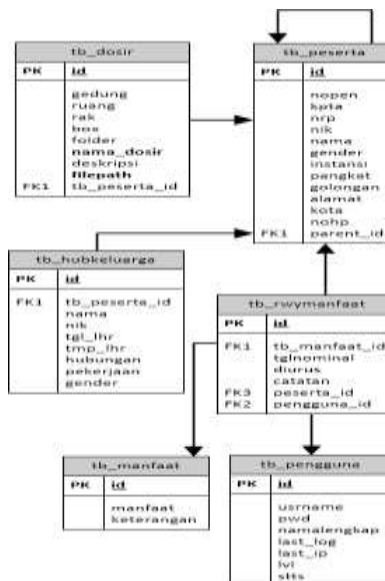 tb_dosir
PK id
gedung
ruang
rak
box
folder
nama_dosir
deskripsi
filepath
FK1 tb_peserta_id
tb_peserta
PK id
nopen
kpta
nrp
nik
nama
gender
instansi
pangkat
golongan
alamat
kota
nohp
FK1 parent_id
tb_hubkeluarga
PK id
FK1 tb_peserta_id
nama
nik
tgl_lhr
tmp_lhr
hubungan
pekerjaan
gender
tb_rwymanfaat
PK id
FK1 tb_manfaat_id
tglnominal
diurus
catatan
FK3 peserta_id
FK2 pengguna_id
tb_manfaat
PK id
manfaat
keterangan
tb_pengguna
PK id
usrname
pwd
namalengkap
last_log
last_ip
lvl
stts